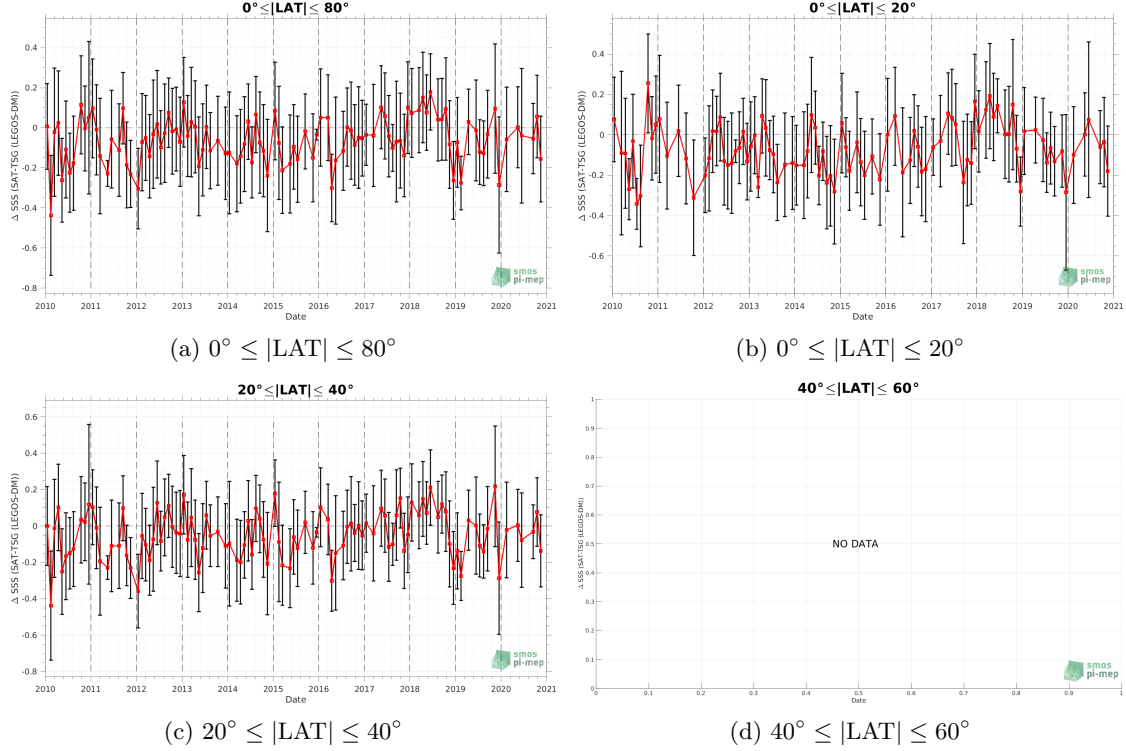 0°≤|LAT|≤ 80°
Δ SSS (SAT-TSG (LEGOS-DM))
0.4
0.2
0
-0.2
-0.4
-0.6
-0.8
2010 2011 2012 2013 2014 2015 2016 2017 2018 2019 2020 2021
Date
smos
pi-mep
(a) 0° ≤ |LAT| ≤ 80°
0°≤|LAT|≤ 20°
Δ SSS (SAT-TSG (LEGOS-DM))
0.4
0.2
0
-0.2
-0.4
-0.6
2010 2011 2012 2013 2014 2015 2016 2017 2018 2019 2020 2021
Date
smos
pi-mep
(b) 0° ≤ |LAT| ≤ 20°
20°≤|LAT|≤ 40°
Δ SSS (SAT-TSG (LEGOS-DM))
0.6
0.4
0.2
0
-0.2
-0.4
-0.6
-0.8
2010 2011 2012 2013 2014 2015 2016 2017 2018 2019 2020 2021
Date
smos
pi-mep
(c) 20° ≤ |LAT| ≤ 40°
40°≤|LAT|≤ 60°
Δ SSS (SAT-TSG (LEGOS-DM))
1
0.9
0.8
0.7
0.6
0.5
0.4
0.3
0.2
0.1
0
NO DATA
0 0.1 0.2 0.3 0.4 0.5 0.6 0.7 0.8 0.9 1
Date
smos
pi-mep
(d) 40° ≤ |LAT| ≤ 60°